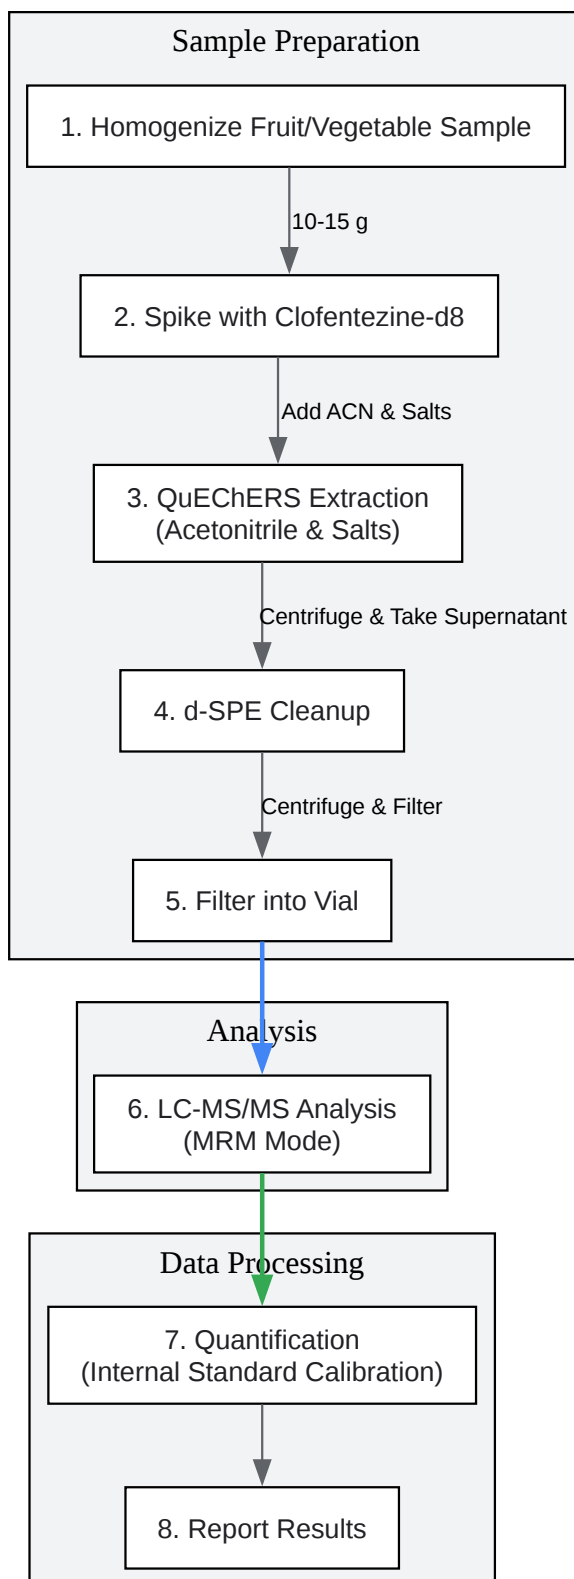 Sample Preparation
1. Homogenize Fruit/Vegetable Sample
10-15 g
2. Spike with Clofentezine-d8
Add ACN & Salts
3. QuEChERS Extraction
(Acetonitrile & Salts)
Centrifuge & Take Supernatant
4. d-SPE Cleanup
Centrifuge & Filter
5. Filter into Vial
Analysis
6. LC-MS/MS Analysis
(MRM Mode)
Data Processing
7. Quantification
(Internal Standard Calibration)
8. Report Results